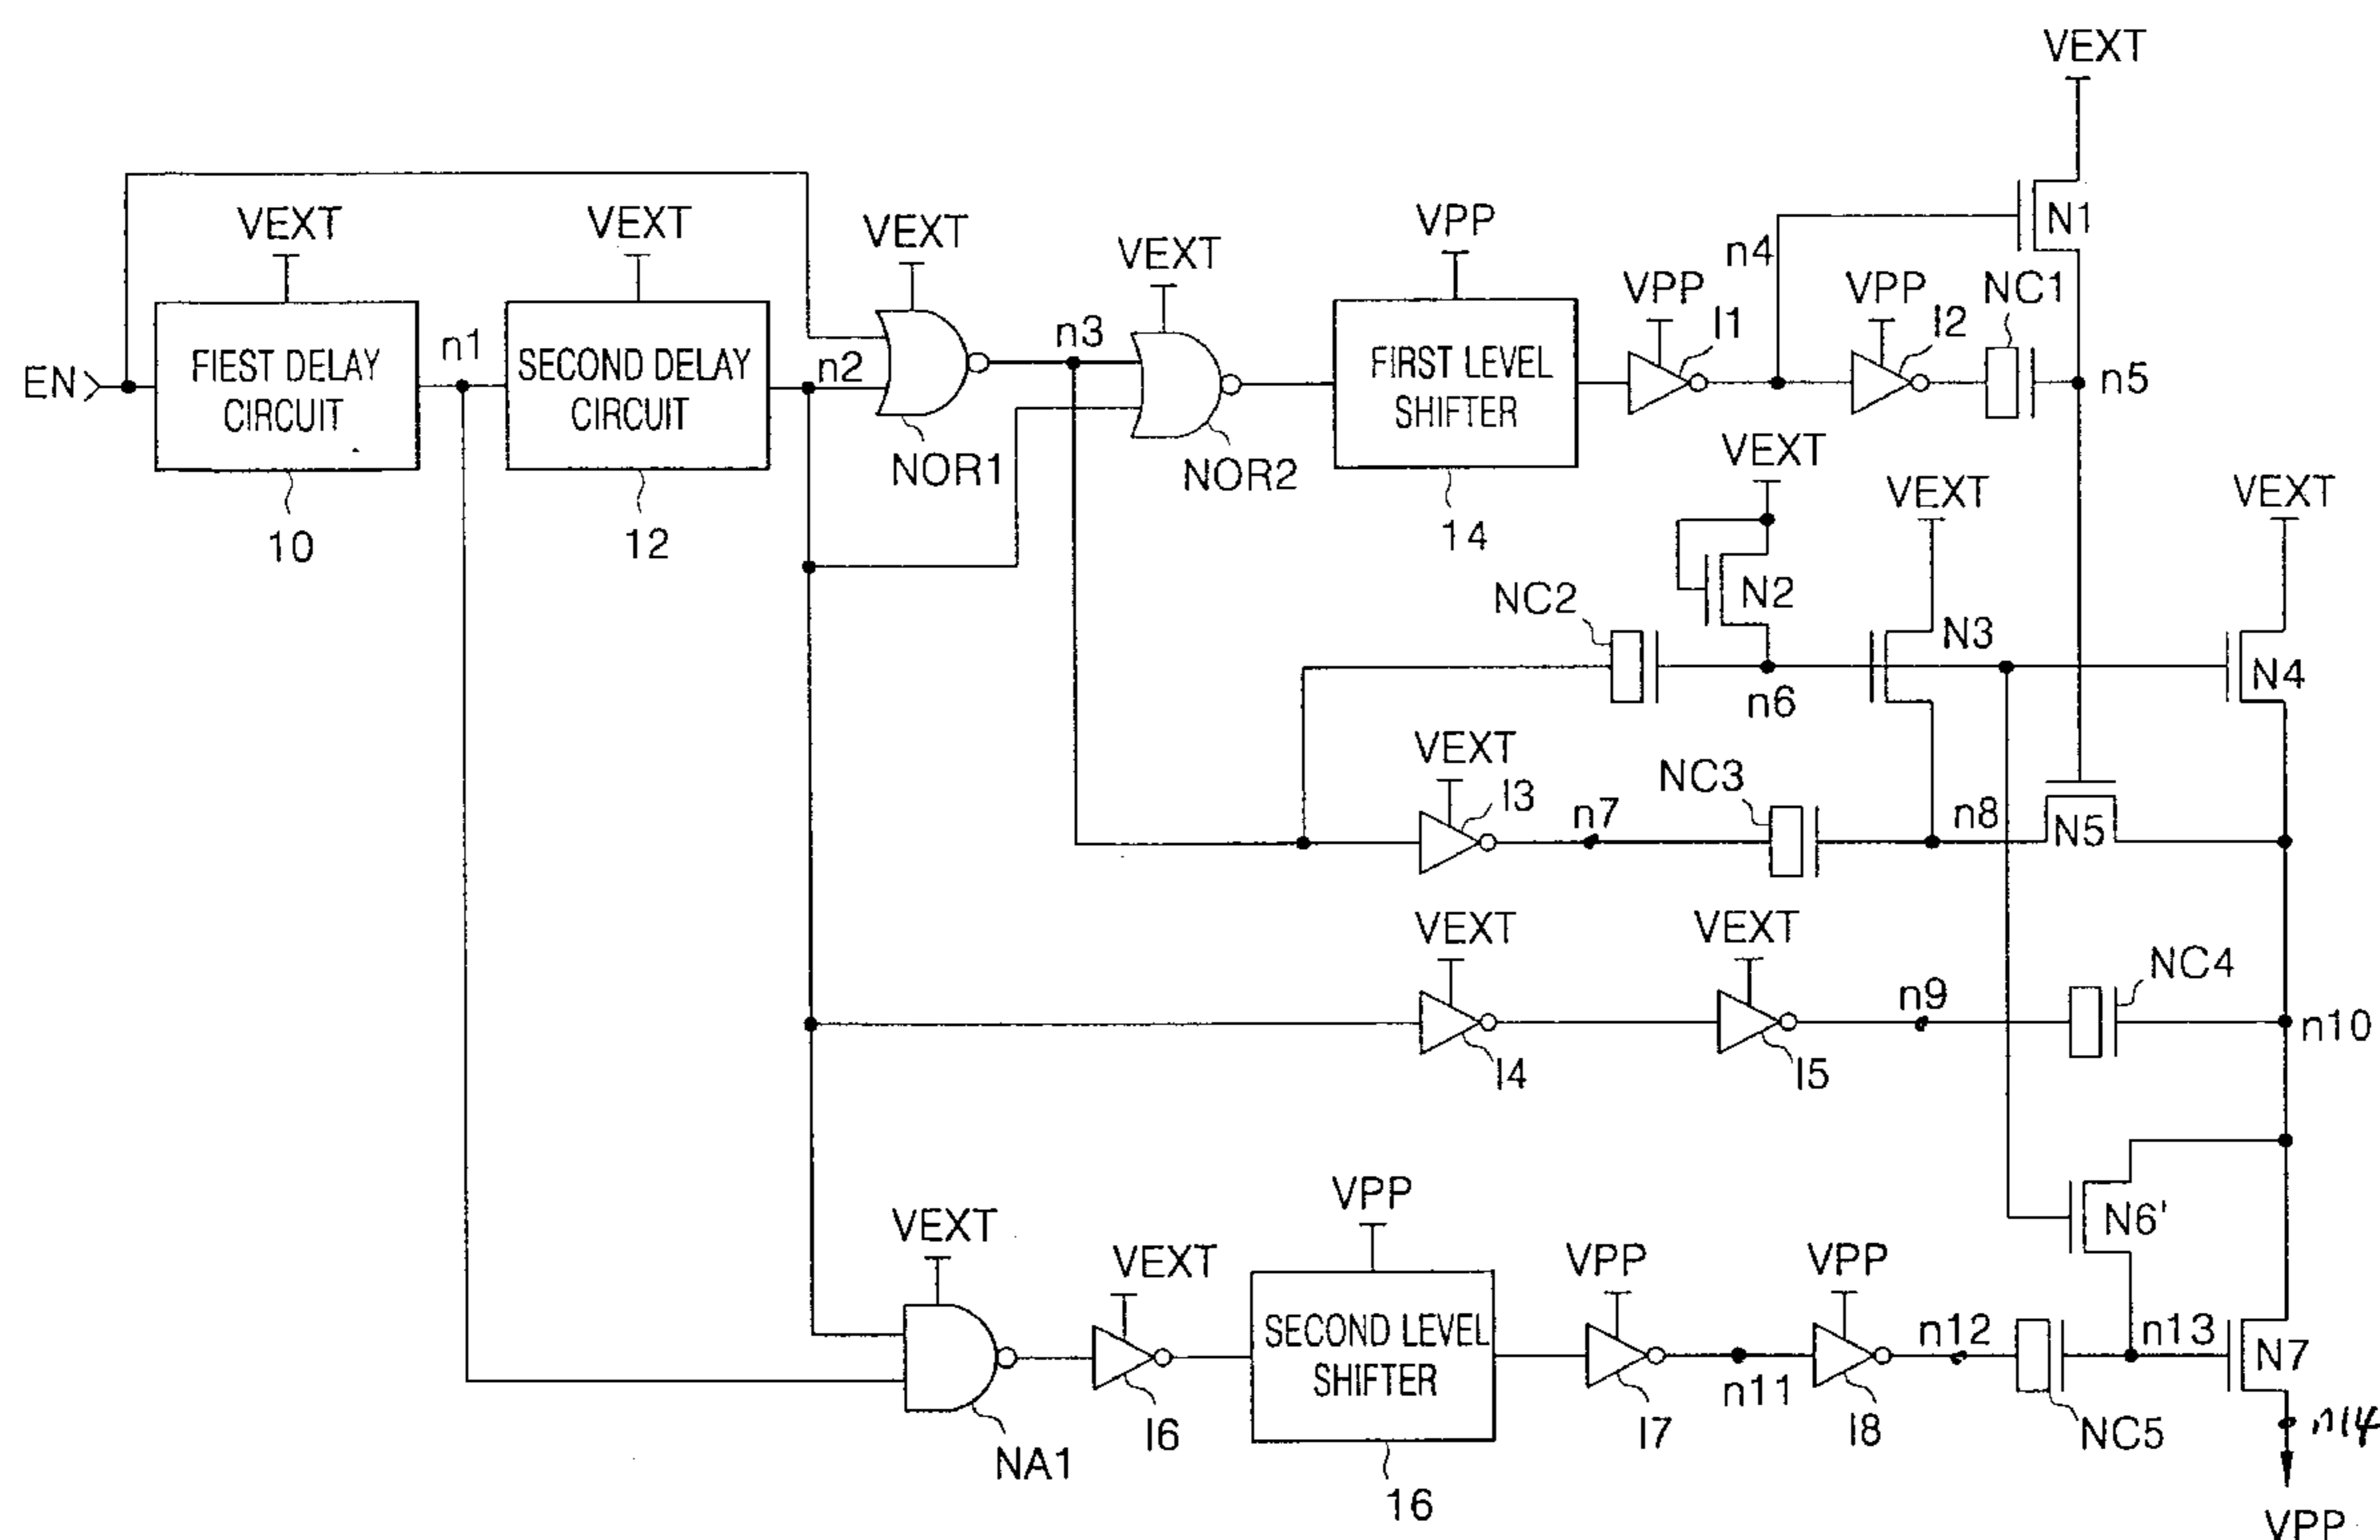 VEXT
VEXT
VEXT
VEXT
VPP
N1
VEXT
n4
VPP
VPP
NC1
I1
I2
EN
FIEST DELAY
CIRCUIT
n1
SECOND DELAY
CIRCUIT
n2
n3
FIRST LEVEL
SHIFTER
n5
NOR1
NOR2
VEXT
VEXT
VEXT
10
12
14
NC2
N2
N3
N4
n6
VEXT
I3
NC3
n7
n8
N5
VEXT
VEXT
NC4
n9
n10
I4
I5
VPP
N6'
VEXT
VEXT
VPP
VPP
SECOND LEVEL
SHIFTER
n12
n13
N7
n11
I6
I7
I8
NC5
n14
NA1
16
VPP